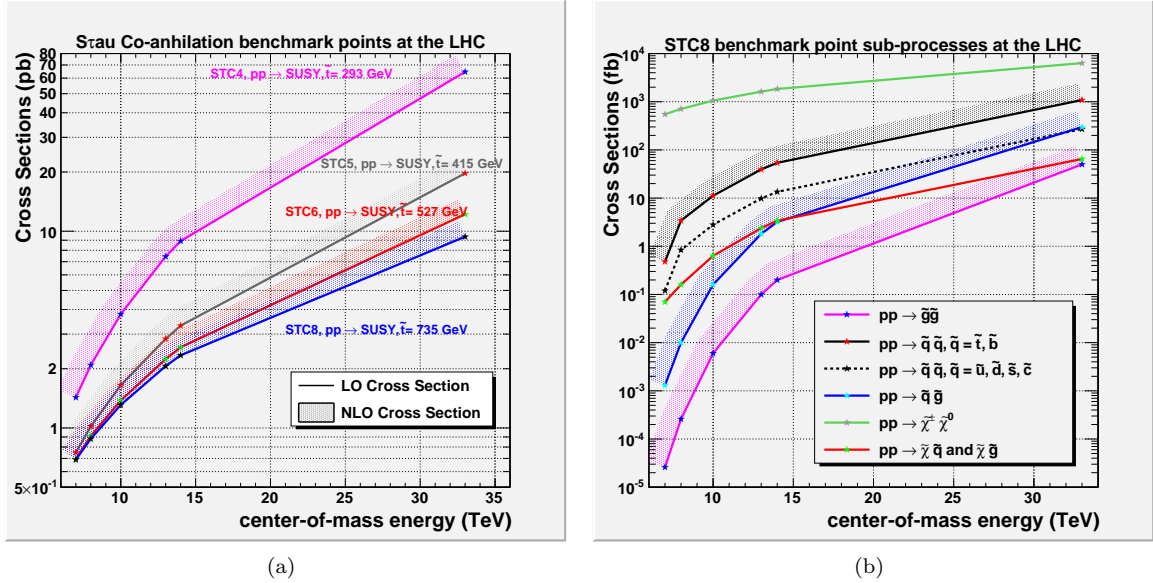 Sτau Co-anhilation benchmark points at the LHC
Cross Sections (pb)
80
70
60
50
40
30
20
10
2
1
5×10⁻¹
STC4, pp → SUSY, t̃= 293 GeV
STC5, pp → SUSY, t̃= 415 GeV
STC6, pp → SUSY, t̃= 527 GeV
STC8, pp → SUSY, t̃= 735 GeV
LO Cross Section
NLO Cross Section
10 15 20 25 30 35
center-of-mass energy (TeV)
(a)
STC8 benchmark point sub-processes at the LHC
Cross Sections (fb)
10⁴
10³
10²
10
1
10⁻¹
10⁻²
10⁻³
10⁻⁴
10⁻⁵
pp → g̃g̃
pp → q̃ q̃, q̃ = t̃, b̃
pp → q̃ q̃, q̃ = ũ, d̃, s̃, c̃
pp → q̃ g̃
pp → χ̃± χ̃⁰
pp → χ̃ q̃ and χ̃ g̃
10 15 20 25 30
center-of-mass energy (TeV)
(b)